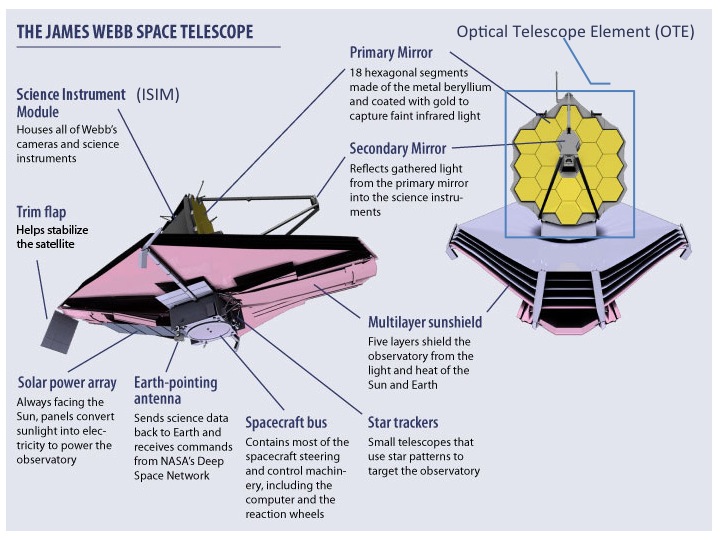 THE JAMES WEBB SPACE TELESCOPE
Optical Telescope Element (OTE)
Primary Mirror
18 hexagonal segments
made of the metal beryllium
and coated with gold to
capture faint infrared light
Science Instrument (ISIM)
Module
Houses all of Webb's
cameras and science
instruments
Secondary Mirror
Reflects gathered light
from the primary mirror
into the science instru-
ments
Trim flap
Helps stabilize
the satellite
Multilayer sunshield
Five layers shield the
observatory from the
light and heat of the
Sun and Earth
Solar power array
Always facing the
Sun, panels convert
sunlight into elec-
tricity to power the
observatory
Earth-pointing
antenna
Sends science data
back to Earth and
receives commands
from NASA's Deep
Space Network
Spacecraft bus
Contains most of the
spacecraft steering
and control machin-
ery, including the
computer and the
reaction wheels
Star trackers
Small telescopes that
use star patterns to
target the observatory